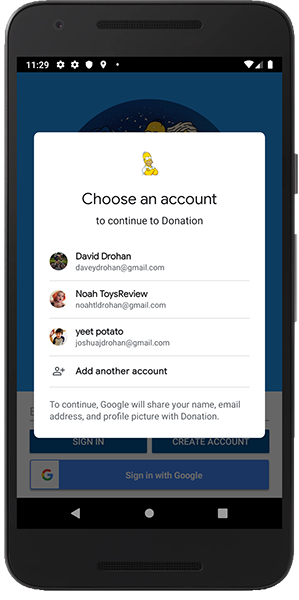 11:29
Choose an account
to continue to Donation
David Drohan
daveydrohan@gmail.com
Noah ToysReview
noahtldrohan@gmail.com
yeet potato
joshuajdrohan@gmail.com
Add another account
To continue, Google will share your name, email
address, and profile picture with Donation.
SIGN IN CREATE ACCOUNT
G Sign in with Google